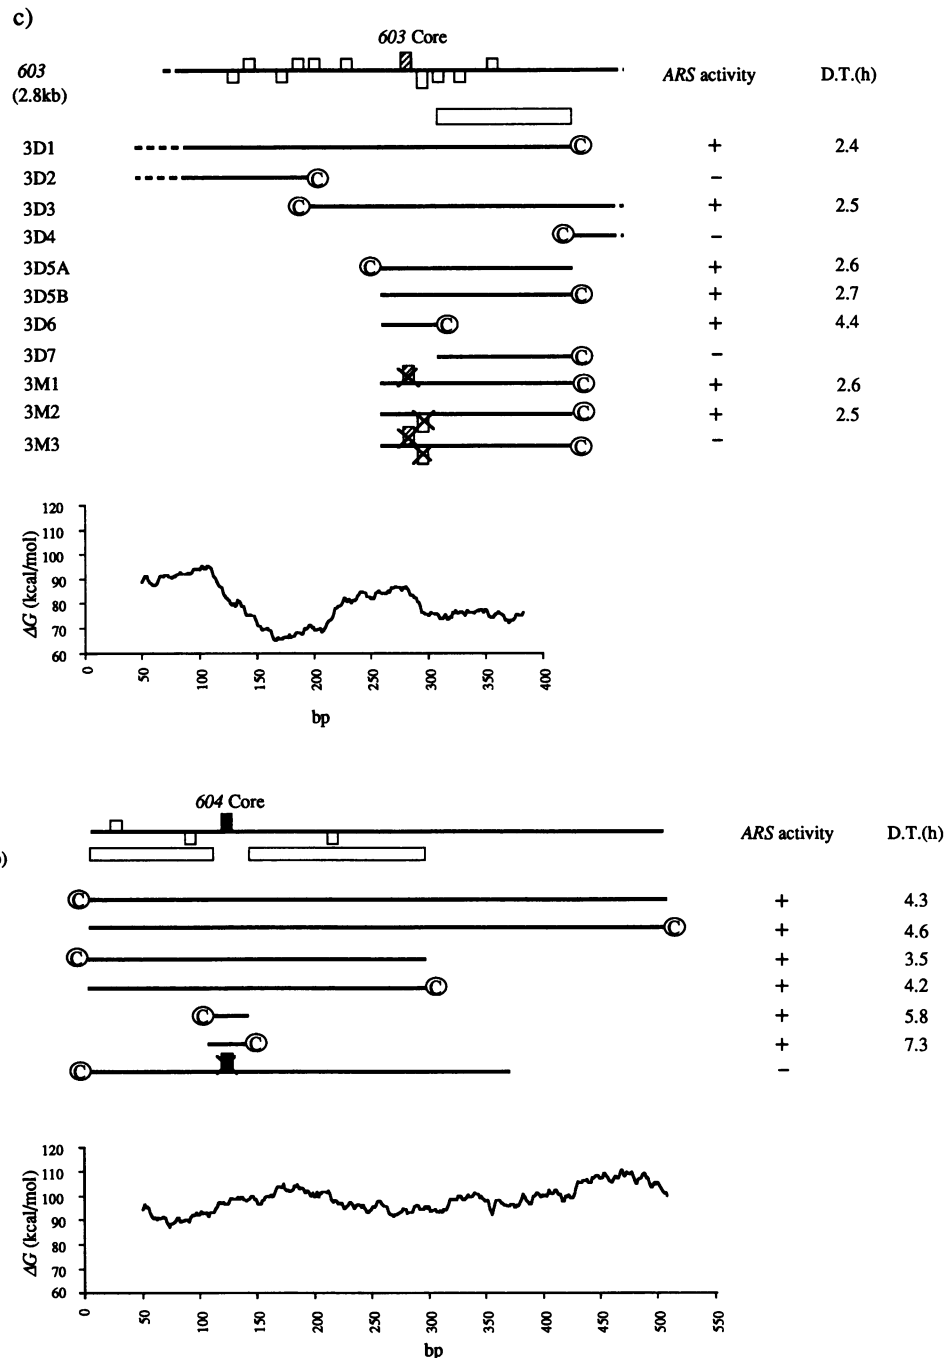 c)
603 Core
603 ARS activity D.T.(h)
(2.8kb)
3D1 C + 2.4
3D2 C −
3D3 C + 2.5
3D4 C −
3D5A C + 2.6
3D5B C + 2.7
3D6 C + 4.4
3D7 C −
3M1 C + 2.6
3M2 C + 2.5
3M3 C −
120
110
100
90
80
70
60
ΔG (kcal/mol)
0 50 100 150 200 250 300 350 400
bp
604 Core
ARS activity D.T.(h)
)
C + 4.3
C + 4.6
C + 3.5
C + 4.2
C + 5.8
C + 7.3
C −
120
110
100
90
80
70
60
ΔG (kcal/mol)
0 50 100 150 200 250 300 350 400 450 500 550
bp